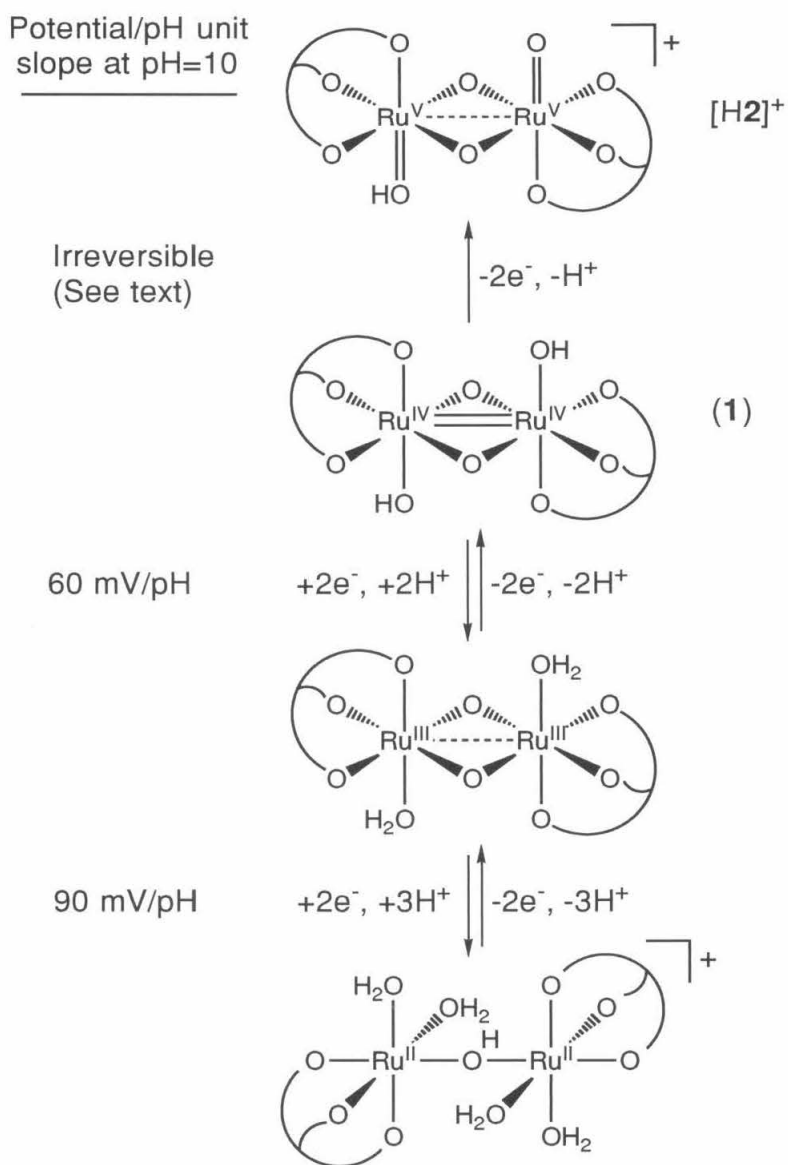 Potential/pH unit
slope at pH=10
O O
O O O
Ru^V Ru^V
O O O
HO O
]+
[H2]+
Irreversible
(See text)
-2e⁻, -H⁺
O OH
O O O
Ru^IV Ru^IV
O O O
HO O
(1)
60 mV/pH
+2e⁻, +2H⁺ -2e⁻, -2H⁺
O OH₂
O O O
Ru^III Ru^III
O O O
H₂O O
90 mV/pH
+2e⁻, +3H⁺ -2e⁻, -3H⁺
]+
H₂O O
OH₂ H O
O Ru^II O Ru^II O
O H₂O
O OH₂